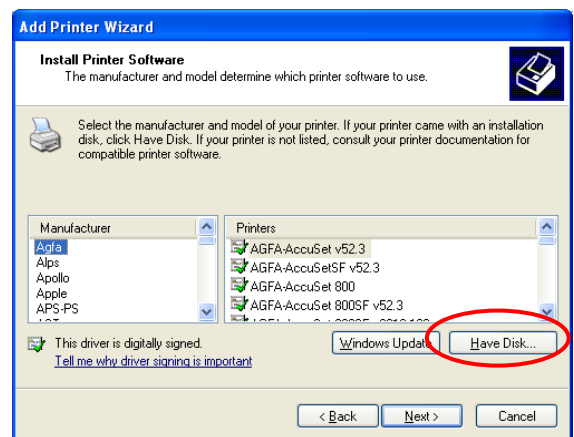 Add Printer Wizard
Install Printer Software
The manufacturer and model determine which printer software to use.
Select the manufacturer and model of your printer. If your printer came with an installation
disk, click Have Disk. If your printer is not listed, consult your printer documentation for
compatible printer software.
Manufacturer
Agfa
Alps
Apollo
Apple
APS-PS
Printers
AGFA-AccuSet v52.3
AGFA-AccuSetSF v52.3
AGFA-AccuSet 800
AGFA-AccuSet 800SF v52.3
This driver is digitally signed.
Tell me why driver signing is important
Windows Update
Have Disk...
< Back
Next >
Cancel